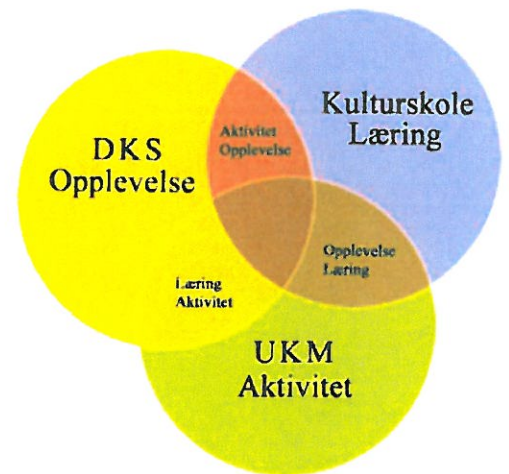 Kulturskole
Læring
Aktivitet
Opplevelse
DKS
Opplevelse
Opplevelse
Læring
Læring
Aktivitet
UKM
Aktivitet